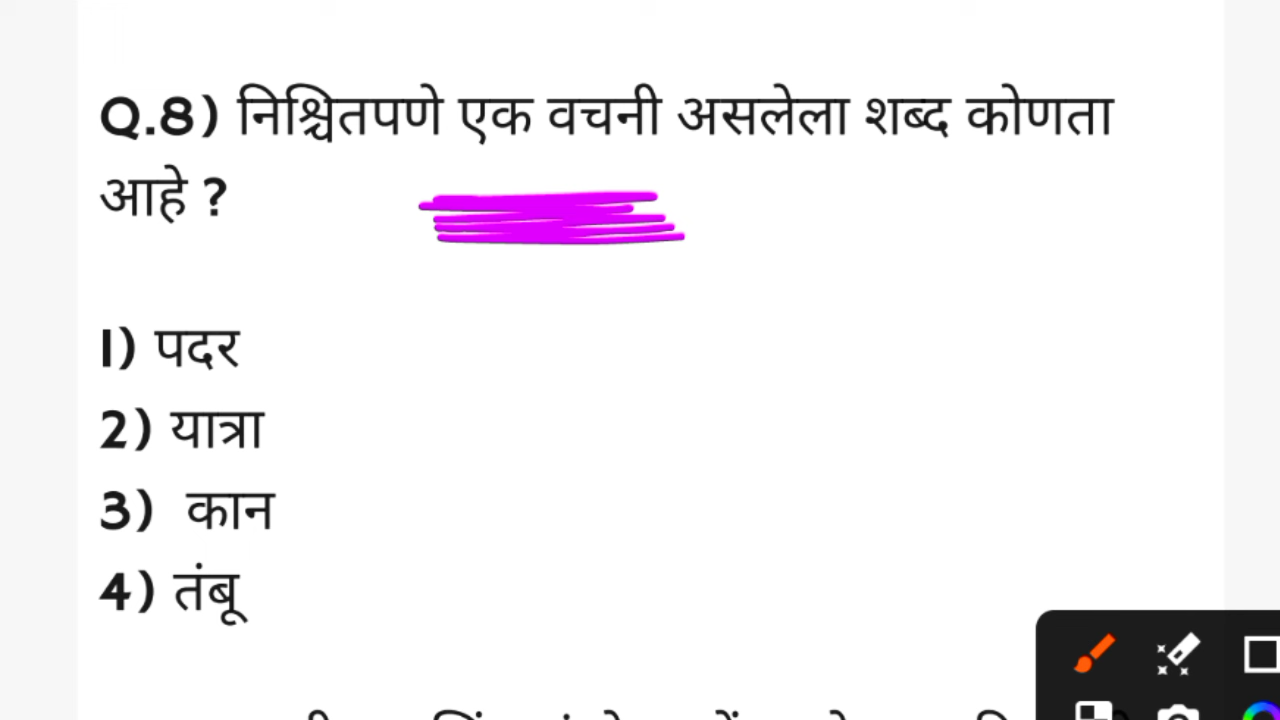 Q.8) निश्चितपणे एक वचनी असलेला शब्द कोणता
आहे ?
1) पदर
2) यात्रा
3) कान
4) तंबू